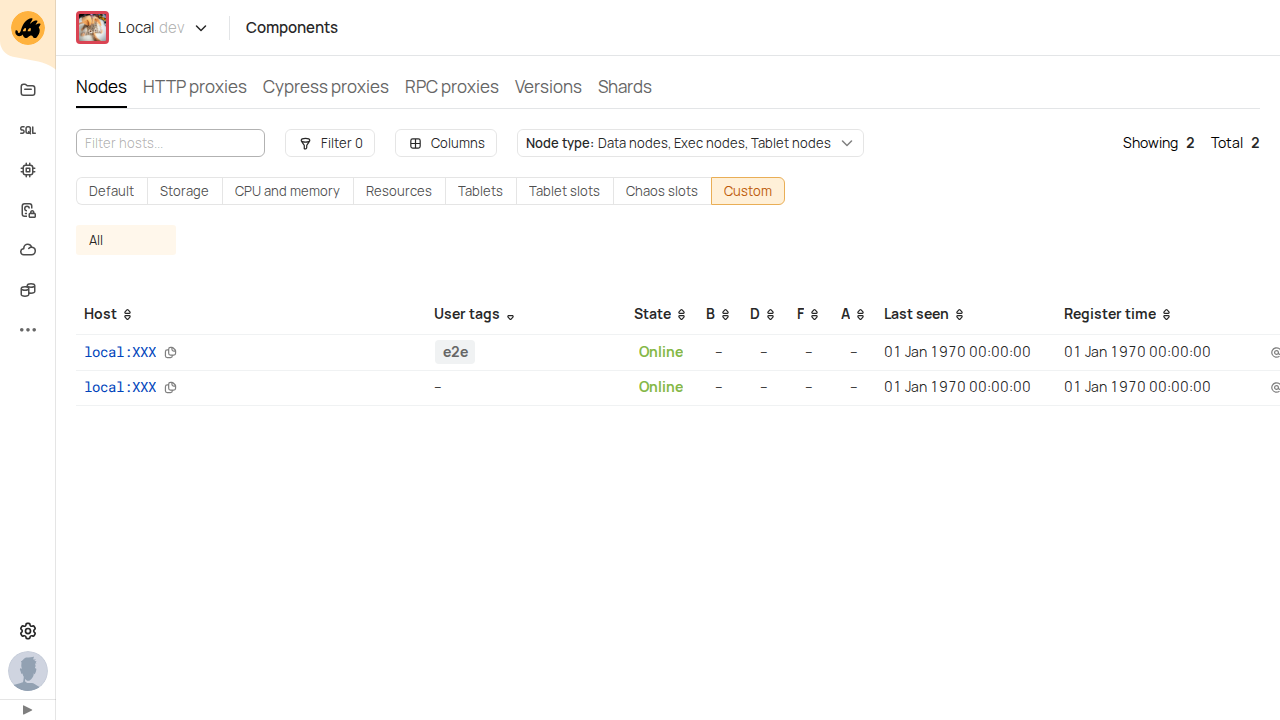 Local dev Components
Nodes HTTP proxies Cypress proxies RPC proxies Versions Shards
Filter hosts... Filter 0 Columns Node type: Data nodes, Exec nodes, Tablet nodes Showing 2 Total 2
SQL
Default Storage CPU and memory Resources Tablets Tablet slots Chaos slots Custom
All
Host User tags State B D F A Last seen Register time
local:XXX e2e Online – – – – 01 Jan 1970 00:00:00 01 Jan 1970 00:00:00
local:XXX – Online – – – – 01 Jan 1970 00:00:00 01 Jan 1970 00:00:00